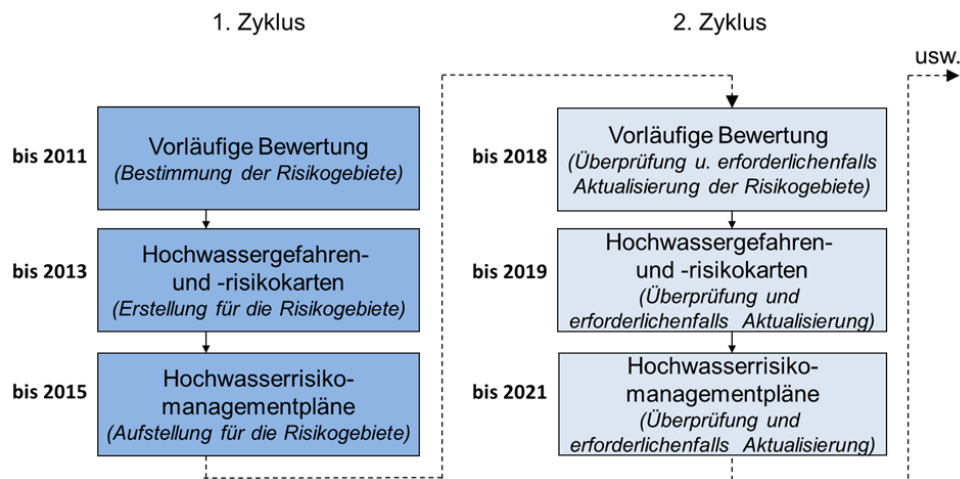 1. Zyklus
bis 2011
Vorläufige Bewertung
(Bestimmung der Risikogebiete)
bis 2013
Hochwassergefahren-
und -risikokarten
(Erstellung für die Risikogebiete)
bis 2015
Hochwasserrisiko-
managementpläne
(Aufstellung für die Risikogebiete)
2. Zyklus
usw.
bis 2018
Vorläufige Bewertung
(Überprüfung u. erforderlichenfalls
Aktualisierung der Risikogebiete)
bis 2019
Hochwassergefahren-
und -risikokarten
(Überprüfung und
erforderlichenfalls Aktualisierung)
bis 2021
Hochwasserrisiko-
managementpläne
(Überprüfung und
erforderlichenfalls Aktualisierung)